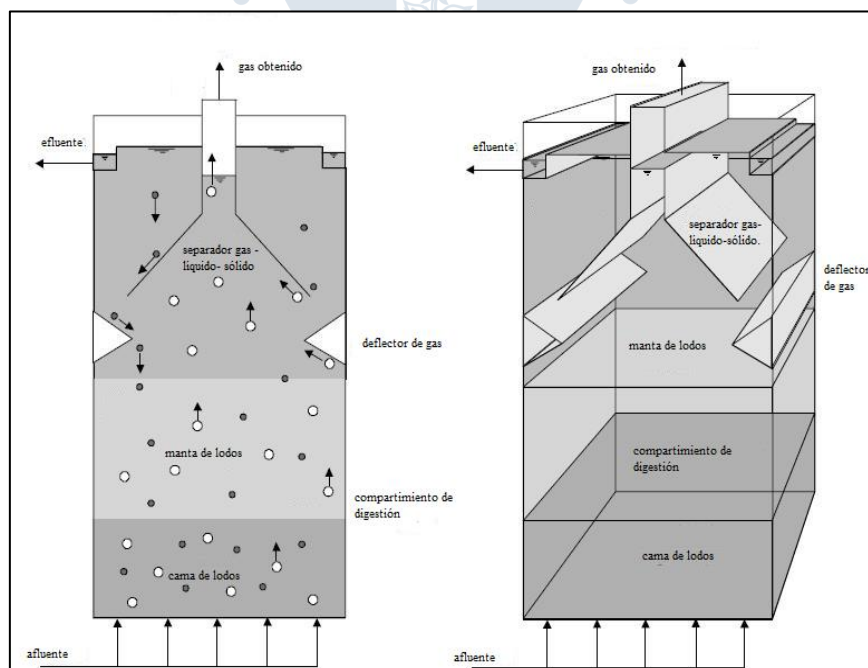 gas obtenido
efluente
separador gas -
liquido- sólido
deflector de gas
manta de lodos
compartimiento de
digestión
cama de lodos
afluente
gas obtenido
efluente
separador gas-
liquido-sólido.
deflector
de gas
manta de lodos
compartimiento de
digestión
cama de lodos
afluente